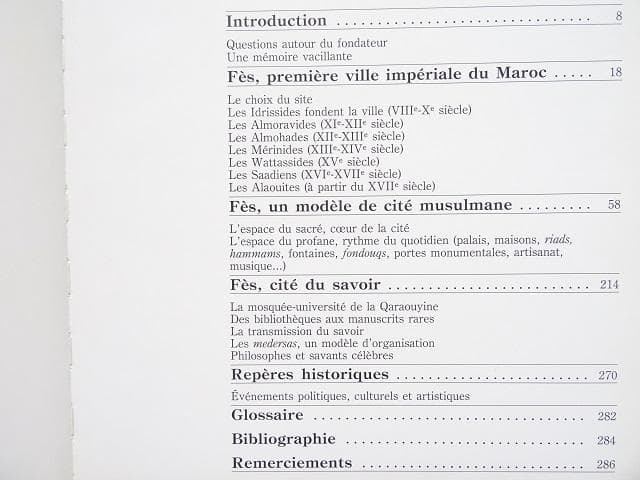 Introduction ............................. 8
Questions autour du fondateur
Une mémoire vacillante
Fès, première ville impériale du Maroc ..... 18
Le choix du site
Les Idrissides fondent la ville (VIIIe-Xe siècle)
Les Almoravides (XIe-XIIe siècle)
Les Almohades (XIIe-XIIIe siècle)
Les Mérinides (XIIIe-XIVe siècle)
Les Wattassides (XVe siècle)
Les Saadiens (XVIe-XVIIe siècle)
Les Alaouites (à partir du XVIIe siècle)
Fès, un modèle de cité musulmane ......... 58
L'espace du sacré, cœur de la cité
L'espace du profane, rythme du quotidien (palais, maisons, riads,
hammams, fontaines, fondouqs, portes monumentales, artisanat,
musique...)
Fès, cité du savoir ......................... 214
La mosquée-université de la Qaraouyine
Des bibliothèques aux manuscrits rares
La transmission du savoir
Les medersas, un modèle d'organisation
Philosophes et savants célèbres
Repères historiques ........................ 270
Événements politiques, culturels et artistiques
Glossaire ................................. 282
Bibliographie ............................. 284
Remerciements ............................ 286